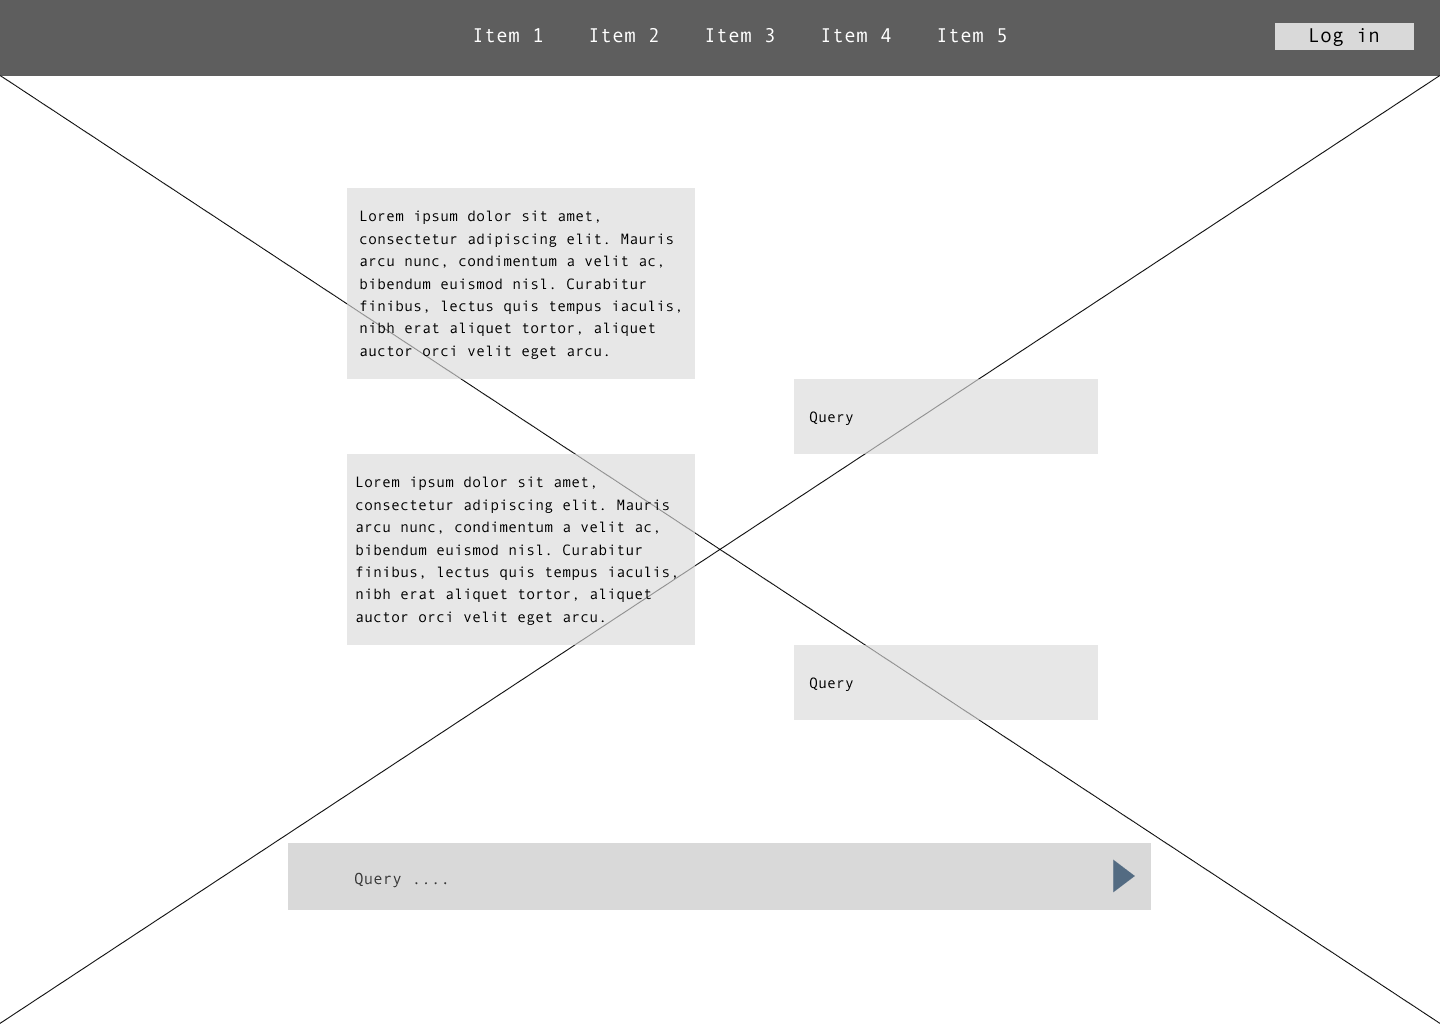 Item 1 Item 2 Item 3 Item 4 Item 5 Log in
Lorem ipsum dolor sit amet,
consectetur adipiscing elit. Mauris
arcu nunc, condimentum a velit ac,
bibendum euismod nisl. Curabitur
finibus, lectus quis tempus iaculis,
nibh erat aliquet tortor, aliquet
auctor orci velit eget arcu.
Query
Lorem ipsum dolor sit amet,
consectetur adipiscing elit. Mauris
arcu nunc, condimentum a velit ac,
bibendum euismod nisl. Curabitur
finibus, lectus quis tempus iaculis,
nibh erat aliquet tortor, aliquet
auctor orci velit eget arcu.
Query
Query ....